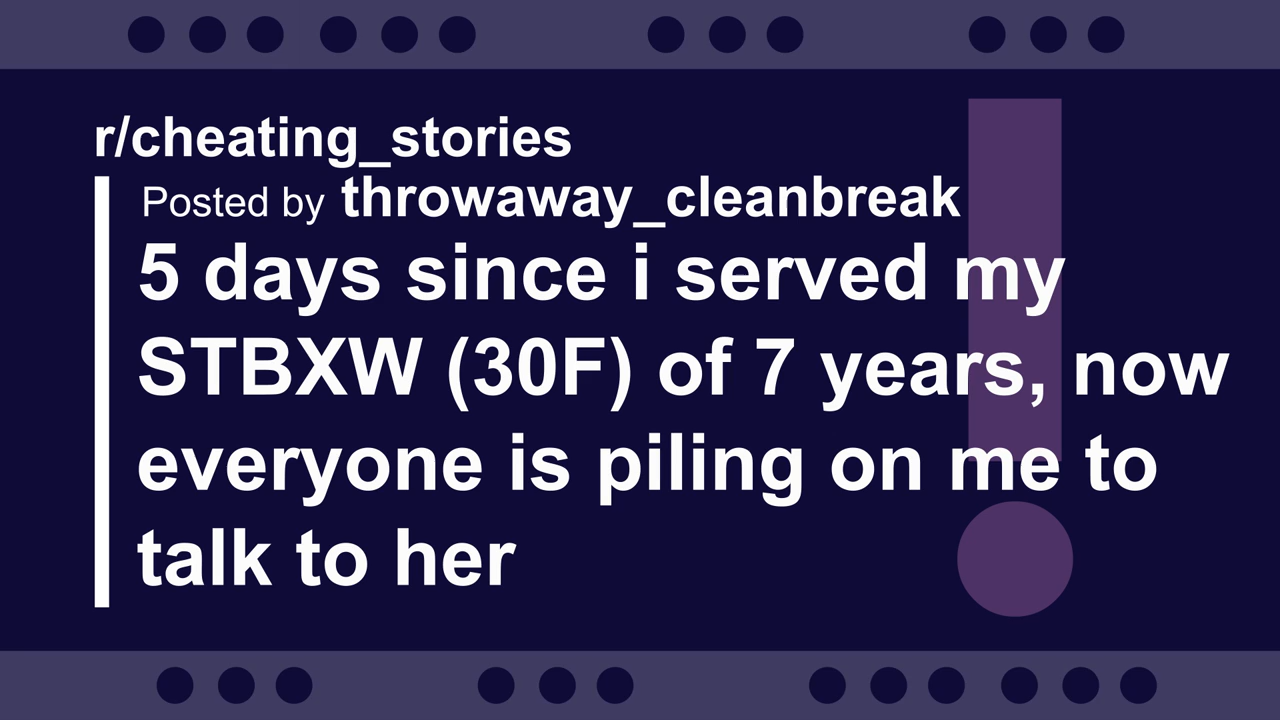 r/cheating_stories
Posted by throwaway_cleanbreak
5 days since i served my
STBXW (30F) of 7 years, now
everyone is piling on me to
talk to her